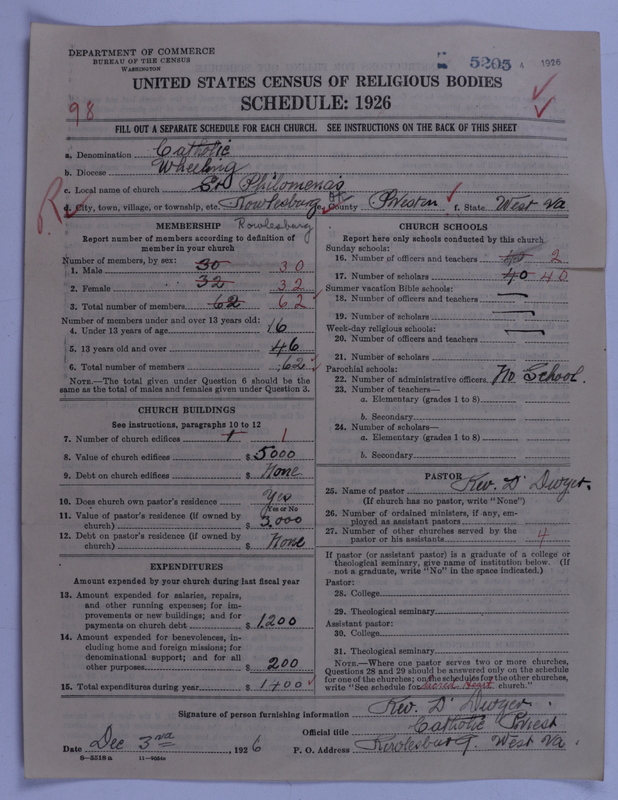 DEPARTMENT OF COMMERCE
BUREAU OF THE CENSUS
WASHINGTON
5205 4 1926
UNITED STATES CENSUS OF RELIGIOUS BODIES
SCHEDULE: 1926
98
FILL OUT A SEPARATE SCHEDULE FOR EACH CHURCH. SEE INSTRUCTIONS ON THE BACK OF THIS SHEET
a. Denomination Catholic
b. Diocese Wheeling
c. Local name of church St Philomena's
d. City, town, village, or township, etc. Rowlesburg e. County Preston f. State West Va
Rowlesburg
MEMBERSHIP
Report number of members according to definition of
member in your church
Number of members, by sex:
1. Male 30 30
2. Female 32 32
3. Total number of members 62 62
Number of members under and over 13 years old:
4. Under 13 years of age 16
5. 13 years old and over 46
6. Total number of members 62
NOTE.—The total given under Question 6 should be the
same as the total of males and females given under Question 3.
CHURCH BUILDINGS
See instructions, paragraphs 10 to 12
7. Number of church edifices 1 1
8. Value of church edifices $ 5000
9. Debt on church edifices $ None
10. Does church own pastor's residence Yes
(Yes or No)
11. Value of pastor's residence (if owned by
church) $ 3,000
12. Debt on pastor's residence (if owned by
church) $ None
EXPENDITURES
Amount expended by your church during last fiscal year
13. Amount expended for salaries, repairs,
and other running expenses; for im-
provements or new buildings; and for
payments on church debt $ 1.200
14. Amount expended for benevolences, in-
cluding home and foreign missions; for
denominational support; and for all
other purposes $ 200
15. Total expenditures during year $ 1400
CHURCH SCHOOLS
Report here only schools conducted by this church
Sunday schools:
16. Number of officers and teachers 2
17. Number of scholars 40 40
Summer vacation Bible schools:
18. Number of officers and teachers —
19. Number of scholars —
Week-day religious schools:
20. Number of officers and teachers —
21. Number of scholars
Parochial schools:
22. Number of administrative officers No School.
23. Number of teachers—
a. Elementary (grades 1 to 8)
b. Secondary
24. Number of scholars—
a. Elementary (grades 1 to 8)
b. Secondary
PASTOR
25. Name of pastor Rev. D' Dwyer.
(If church has no pastor, write "None")
26. Number of ordained ministers, if any, em-
ployed as assistant pastors
27. Number of other churches served by the
pastor or his assistants 4
If pastor (or assistant pastor) is a graduate of a college or
theological seminary, give name of institution below. (If
not a graduate, write "No" in the space indicated.)
Pastor:
28. College
29. Theological seminary
Assistant pastor:
30. College
31. Theological seminary
NOTE.—Where one pastor serves two or more churches,
Questions 28 and 29 should be answered only on the schedule
for one of the churches; on the schedules for the other churches,
write "See schedule for Sacred Heart church."
Signature of person furnishing information Rev. D' Dwyer.
Official title Catholic Priest
Date Dec 3rd, 1926 P. O. Address Rowlesburg. West Va.
8-5218a 11-9554